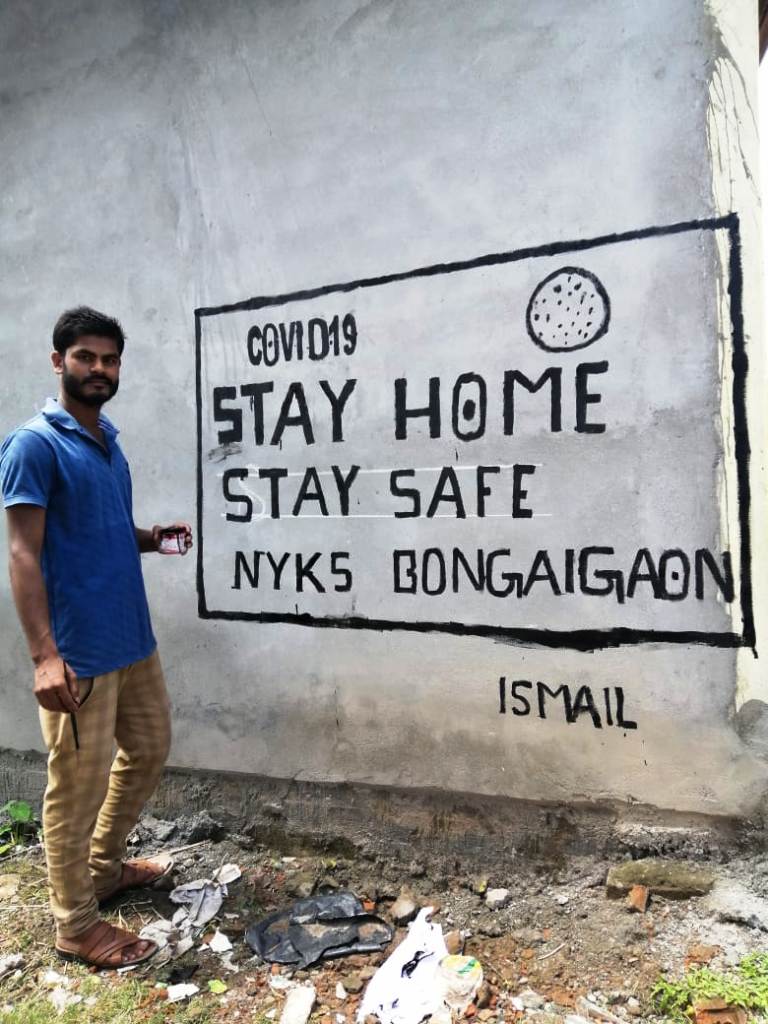 COVID19
STAY HOME
STAY SAFE
NYKS BONGAIGAON
ISMAIL